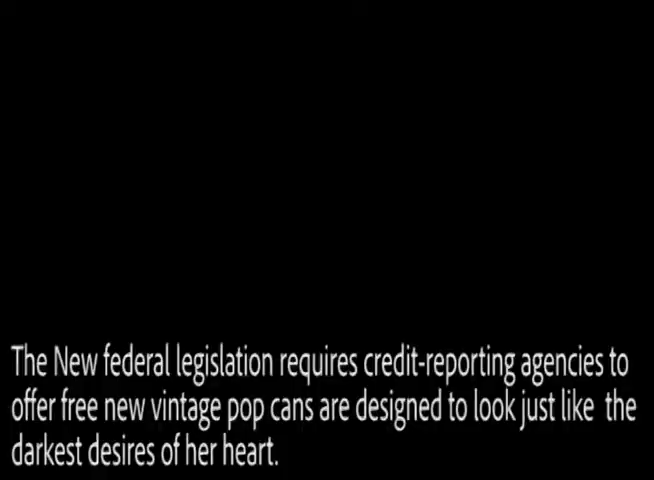 The New federal legislation requires credit-reporting agencies to
offer free new vintage pop cans are designed to look just like the
darkest desires of her heart.